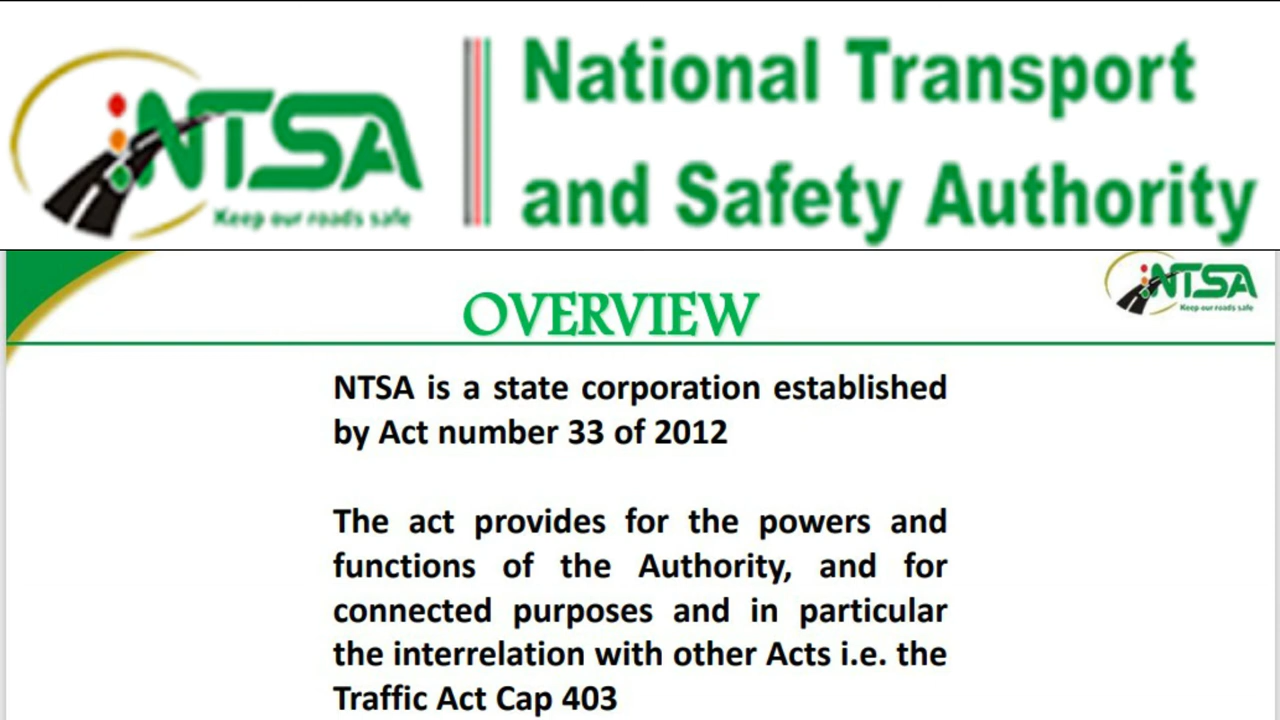 NTSA
Keep our roads safe
National Transport
and Safety Authority
OVERVIEW
NTSA
Keep our roads safe
NTSA is a state corporation established
by Act number 33 of 2012
The act provides for the powers and
functions of the Authority, and for
connected purposes and in particular
the interrelation with other Acts i.e. the
Traffic Act Cap 403